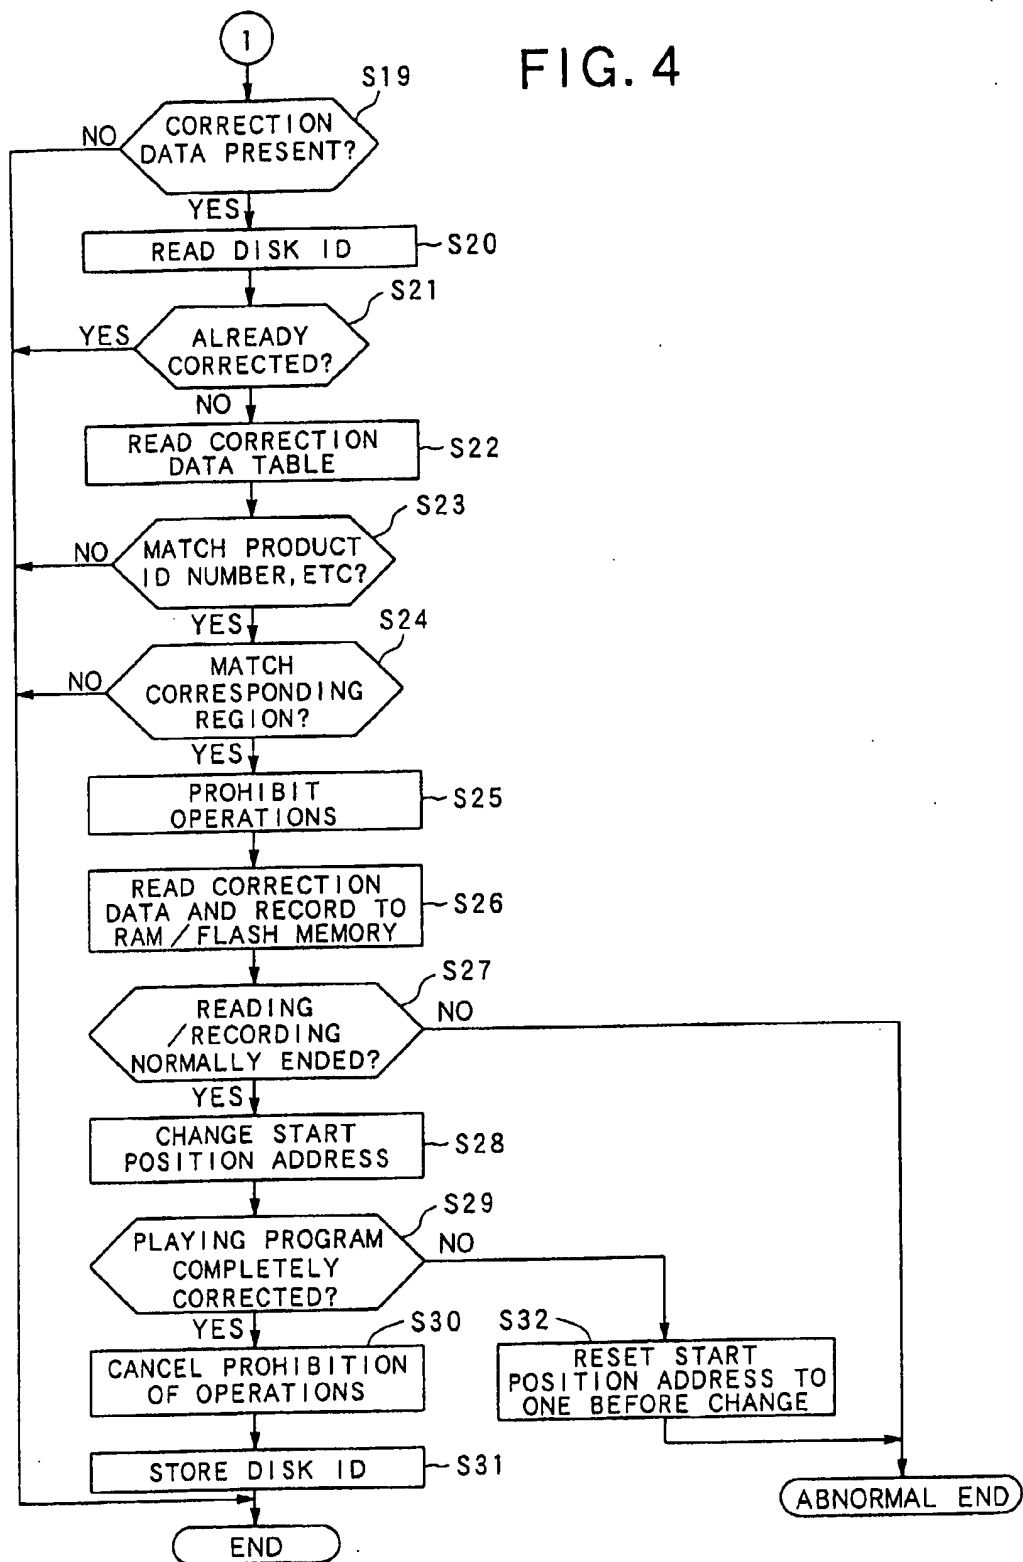 1
FIG. 4
S19
CORRECTION
DATA PRESENT?
NO
YES
READ DISK ID
S20
S21
ALREADY
CORRECTED?
YES
NO
READ CORRECTION
DATA TABLE
S22
S23
MATCH PRODUCT
ID NUMBER, ETC?
NO
YES
S24
MATCH
CORRESPONDING
REGION?
NO
YES
PROHIBIT
OPERATIONS
S25
READ CORRECTION
DATA AND RECORD TO
RAM/FLASH MEMORY
S26
S27
READING
/RECORDING
NORMALLY ENDED?
NO
YES
CHANGE START
POSITION ADDRESS
S28
S29
PLAYING PROGRAM
COMPLETELY
CORRECTED?
NO
YES
S30
CANCEL PROHIBITION
OF OPERATIONS
S32
RESET START
POSITION ADDRESS TO
ONE BEFORE CHANGE
STORE DISK ID
S31
ABNORMAL END
END